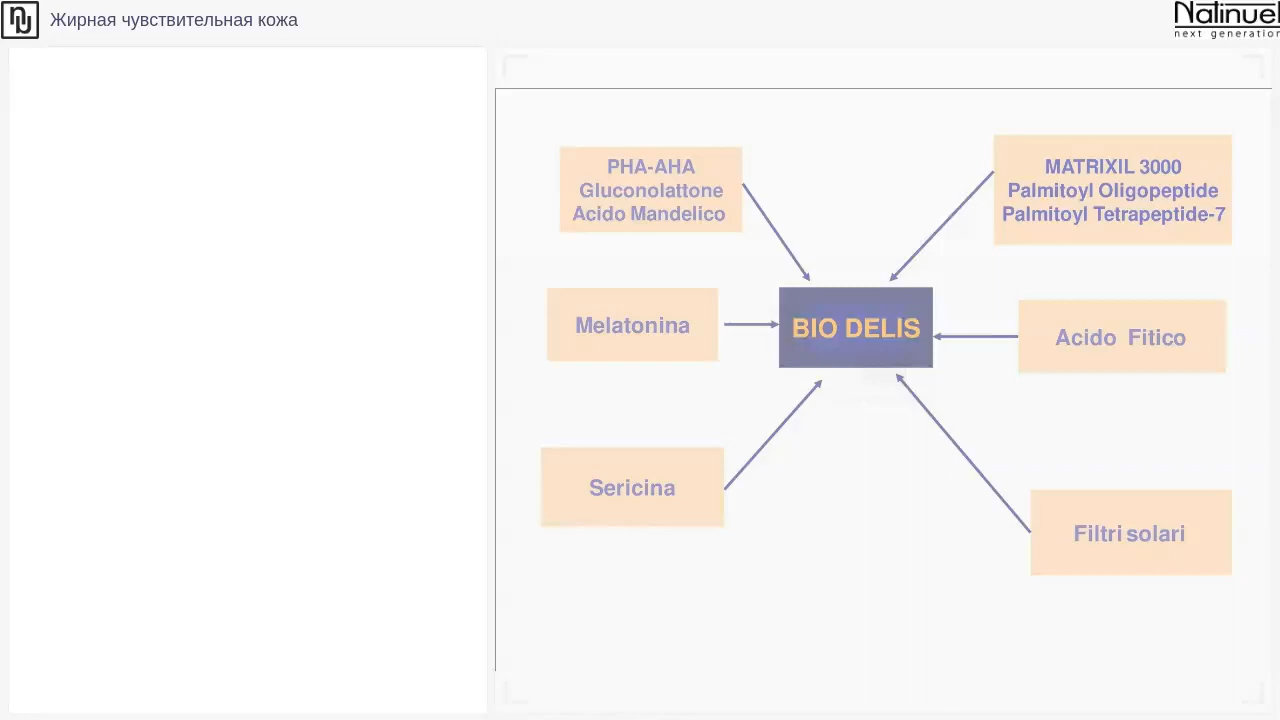 Жирная чувствительная кожа
Natinuel
next generation
PHA-AHA
Gluconolattone
Acido Mandelico
MATRIXIL 3000
Palmitoyl Oligopeptide
Palmitoyl Tetrapeptide-7
Melatonina
BIO DELIS
Acido Fitico
Sericina
Filtri solari